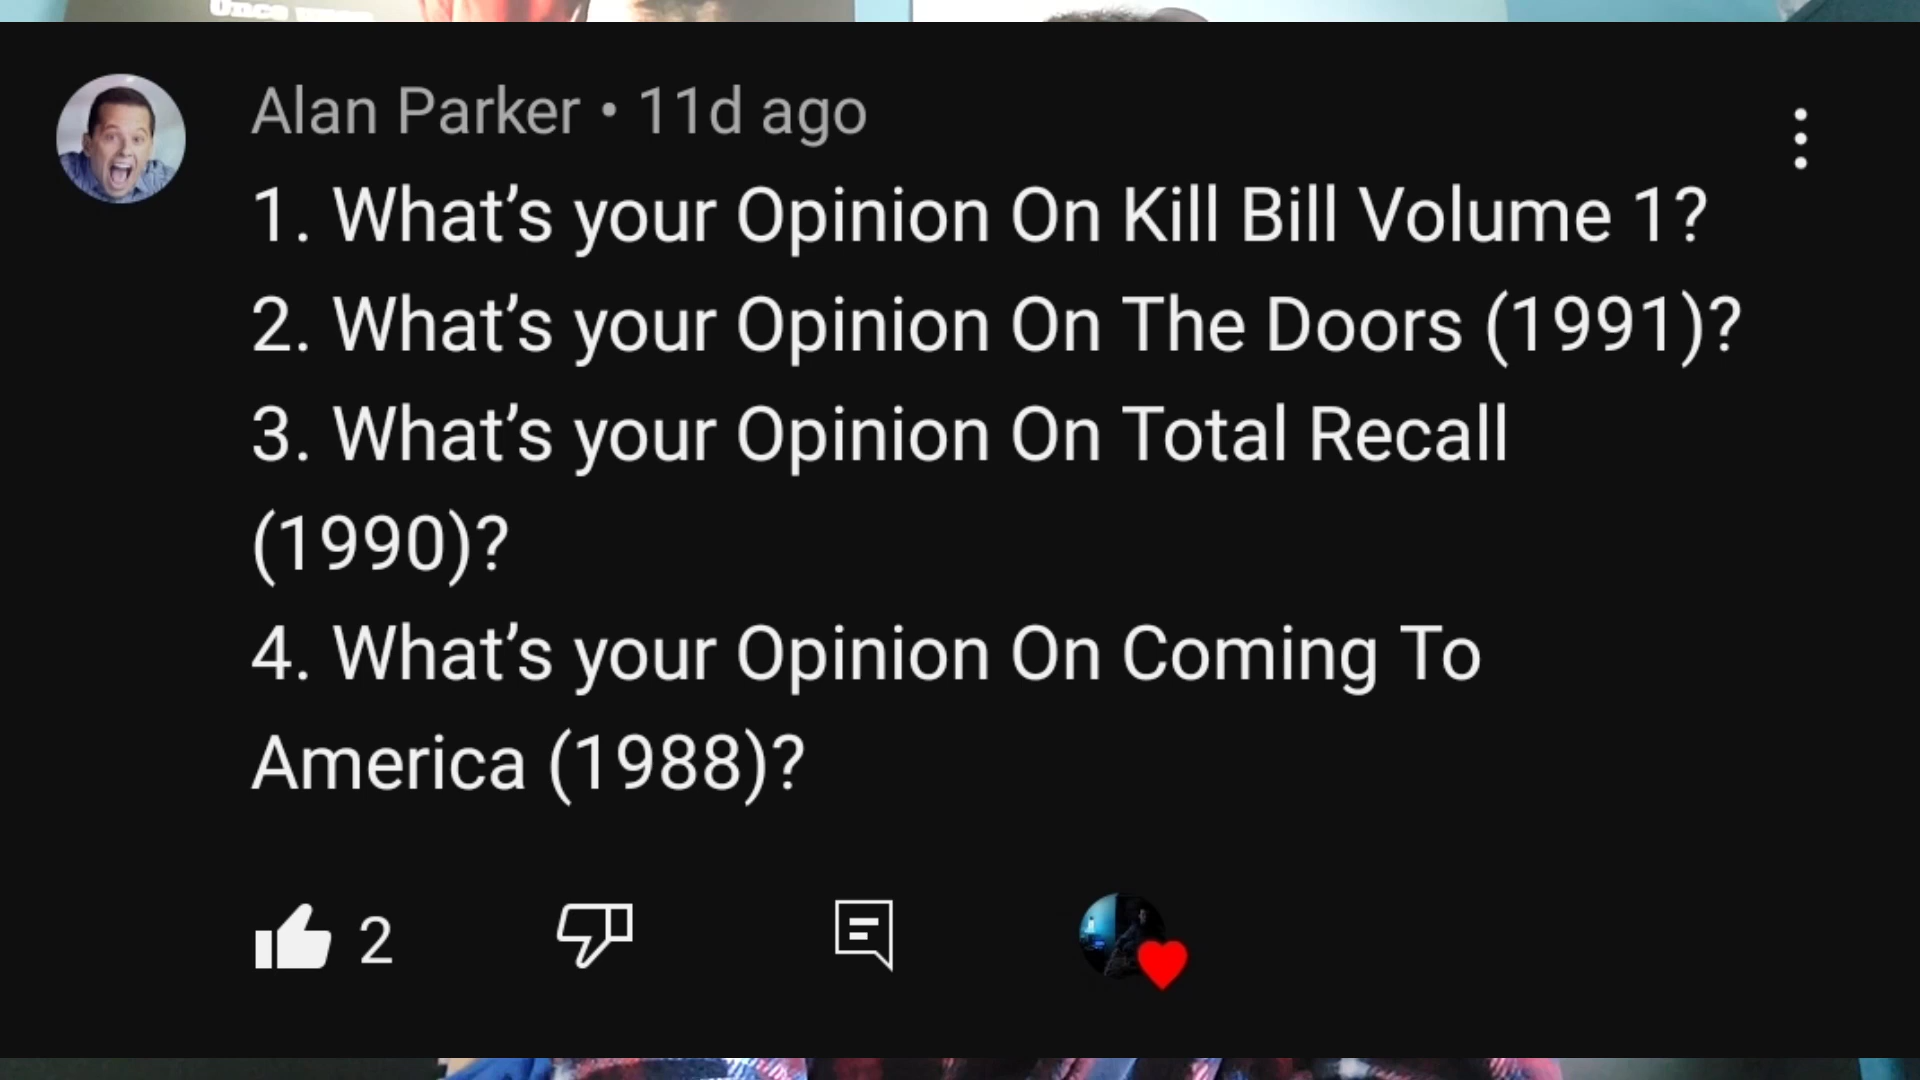 Alan Parker • 11d ago
1. What’s your Opinion On Kill Bill Volume 1?
2. What’s your Opinion On The Doors (1991)?
3. What’s your Opinion On Total Recall
(1990)?
4. What’s your Opinion On Coming To
America (1988)?
2